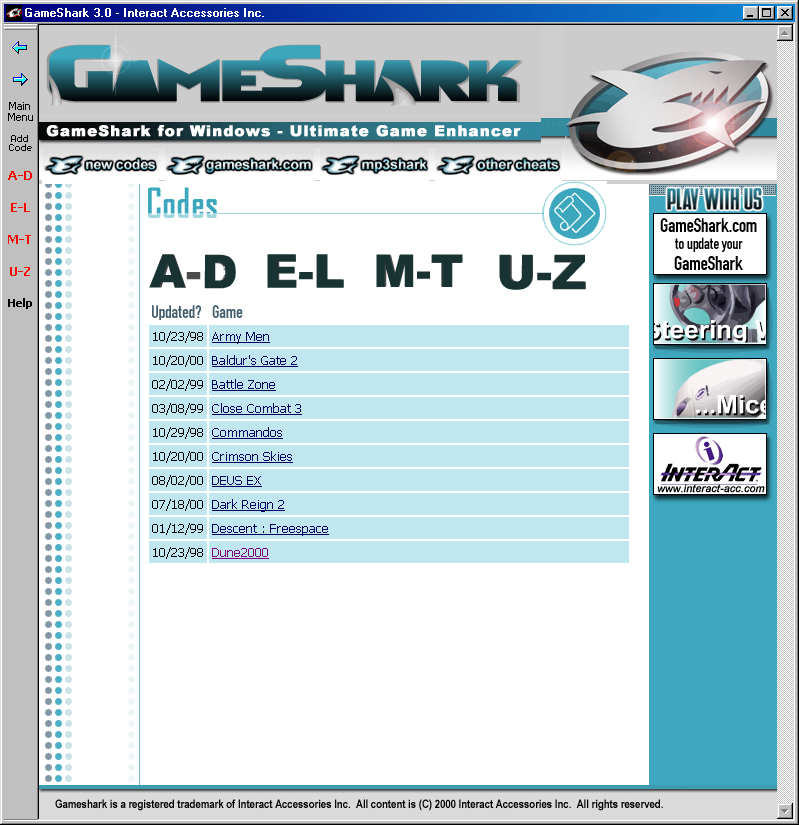 GameShark 3.0 - Interact Accessories Inc.
GAMESHARK
GameShark for Windows - Ultimate Game Enhancer
new codes gameshark.com mp3shark other cheats
Main
Menu
Add
Code
A-D
E-L
M-T
U-Z
Help
Codes
A-D E-L M-T U-Z
Updated? Game
10/23/98 Army Men
10/20/00 Baldur's Gate 2
02/02/99 Battle Zone
03/08/99 Close Combat 3
10/29/98 Commandos
10/20/00 Crimson Skies
08/02/00 DEUS EX
07/18/00 Dark Reign 2
01/12/99 Descent : Freespace
10/23/98 Dune2000
PLAY WITH US
GameShark.com
to update your
GameShark
Steering
...Mice
INTERACT
www.interact-acc.com
Gameshark is a registered trademark of Interact Accessories Inc. All content is (C) 2000 Interact Accessories Inc. All rights reserved.